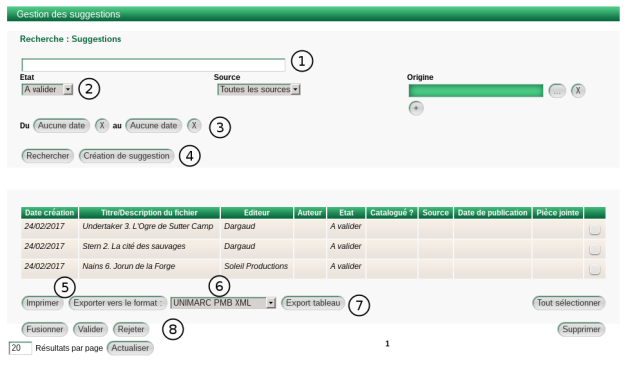 Gestion des suggestions
Recherche : Suggestions
1
Etat Source Origine
A valider 2 Toutes les sources ... X
+
Du Aucune date X au Aucune date X 3
Rechercher Création de suggestion 4
Date création Titre/Description du fichier Editeur Auteur Etat Catalogué ? Source Date de publication Pièce jointe
24/02/2017 Undertaker 3. L'Ogre de Sutter Camp Dargaud A valider
24/02/2017 Stern 2. La cité des sauvages Dargaud A valider
24/02/2017 Nains 6. Jorun de la Forge Soleil Productions A valider
5 6
Imprimer Exporter vers le format : UNIMARC PMB XML Export tableau 7 Tout sélectionner
Fusionner Valider Rejeter 8 Supprimer
20 Résultats par page Actualiser 1